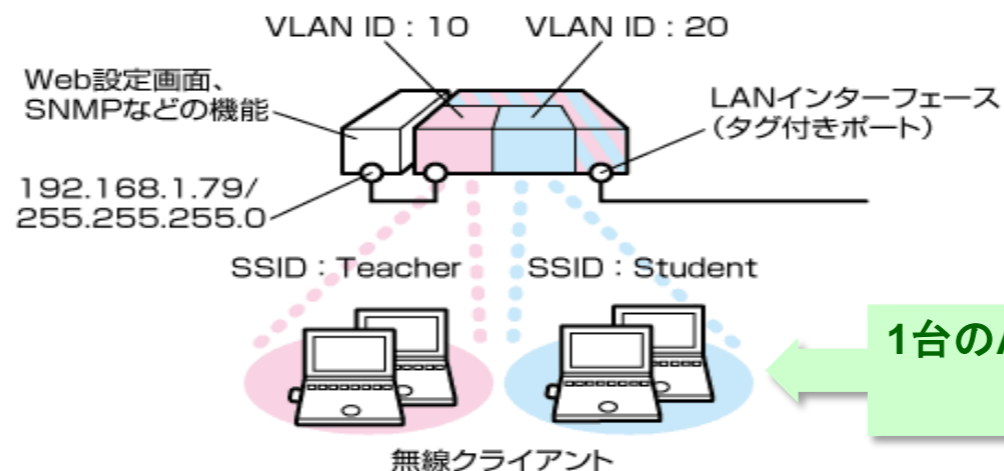 VLAN ID : 10
VLAN ID : 20
Web設定画面、
SNMPなどの機能
LANインターフェース
(タグ付きポート)
192.168.1.79/
255.255.255.0
SSID : Teacher
SSID : Student
1台の
無線クライアント